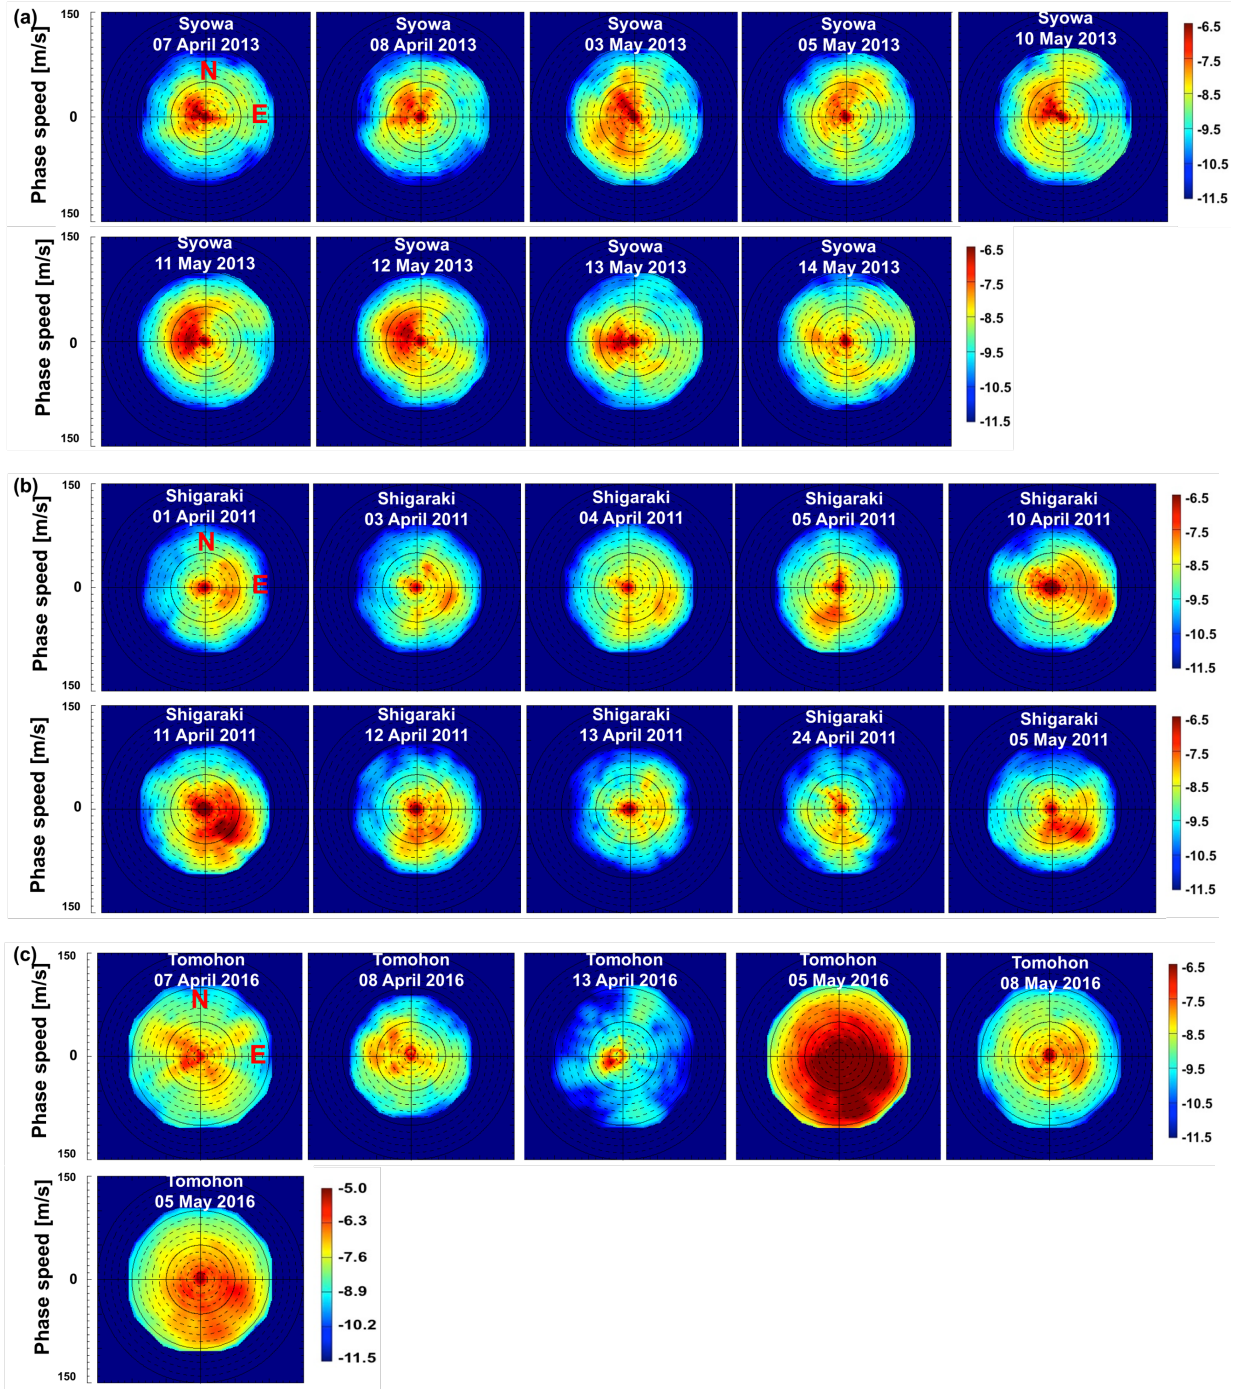 (a)
Phase speed [m/s]
150
0
150
Syowa
07 April 2013
N
E
Syowa
08 April 2013
Syowa
03 May 2013
Syowa
05 May 2013
Syowa
10 May 2013
-6.5
-7.5
-8.5
-9.5
-10.5
-11.5
Phase speed [m/s]
150
0
150
Syowa
11 May 2013
Syowa
12 May 2013
Syowa
13 May 2013
Syowa
14 May 2013
-6.5
-7.5
-8.5
-9.5
-10.5
-11.5
(b)
Phase speed [m/s]
150
0
150
Shigaraki
01 April 2011
N
E
Shigaraki
03 April 2011
Shigaraki
04 April 2011
Shigaraki
05 April 2011
Shigaraki
10 April 2011
-6.5
-7.5
-8.5
-9.5
-10.5
-11.5
Phase speed [m/s]
150
0
150
Shigaraki
11 April 2011
Shigaraki
12 April 2011
Shigaraki
13 April 2011
Shigaraki
24 April 2011
Shigaraki
05 May 2011
-6.5
-7.5
-8.5
-9.5
-10.5
-11.5
(c)
Phase speed [m/s]
150
0
150
Tomohon
07 April 2016
N
E
Tomohon
08 April 2016
Tomohon
13 April 2016
Tomohon
05 May 2016
Tomohon
08 May 2016
-6.5
-7.5
-8.5
-9.5
-10.5
-11.5
Phase speed [m/s]
150
0
150
Tomohon
05 May 2016
-5.0
-6.3
-7.6
-8.9
-10.2
-11.5